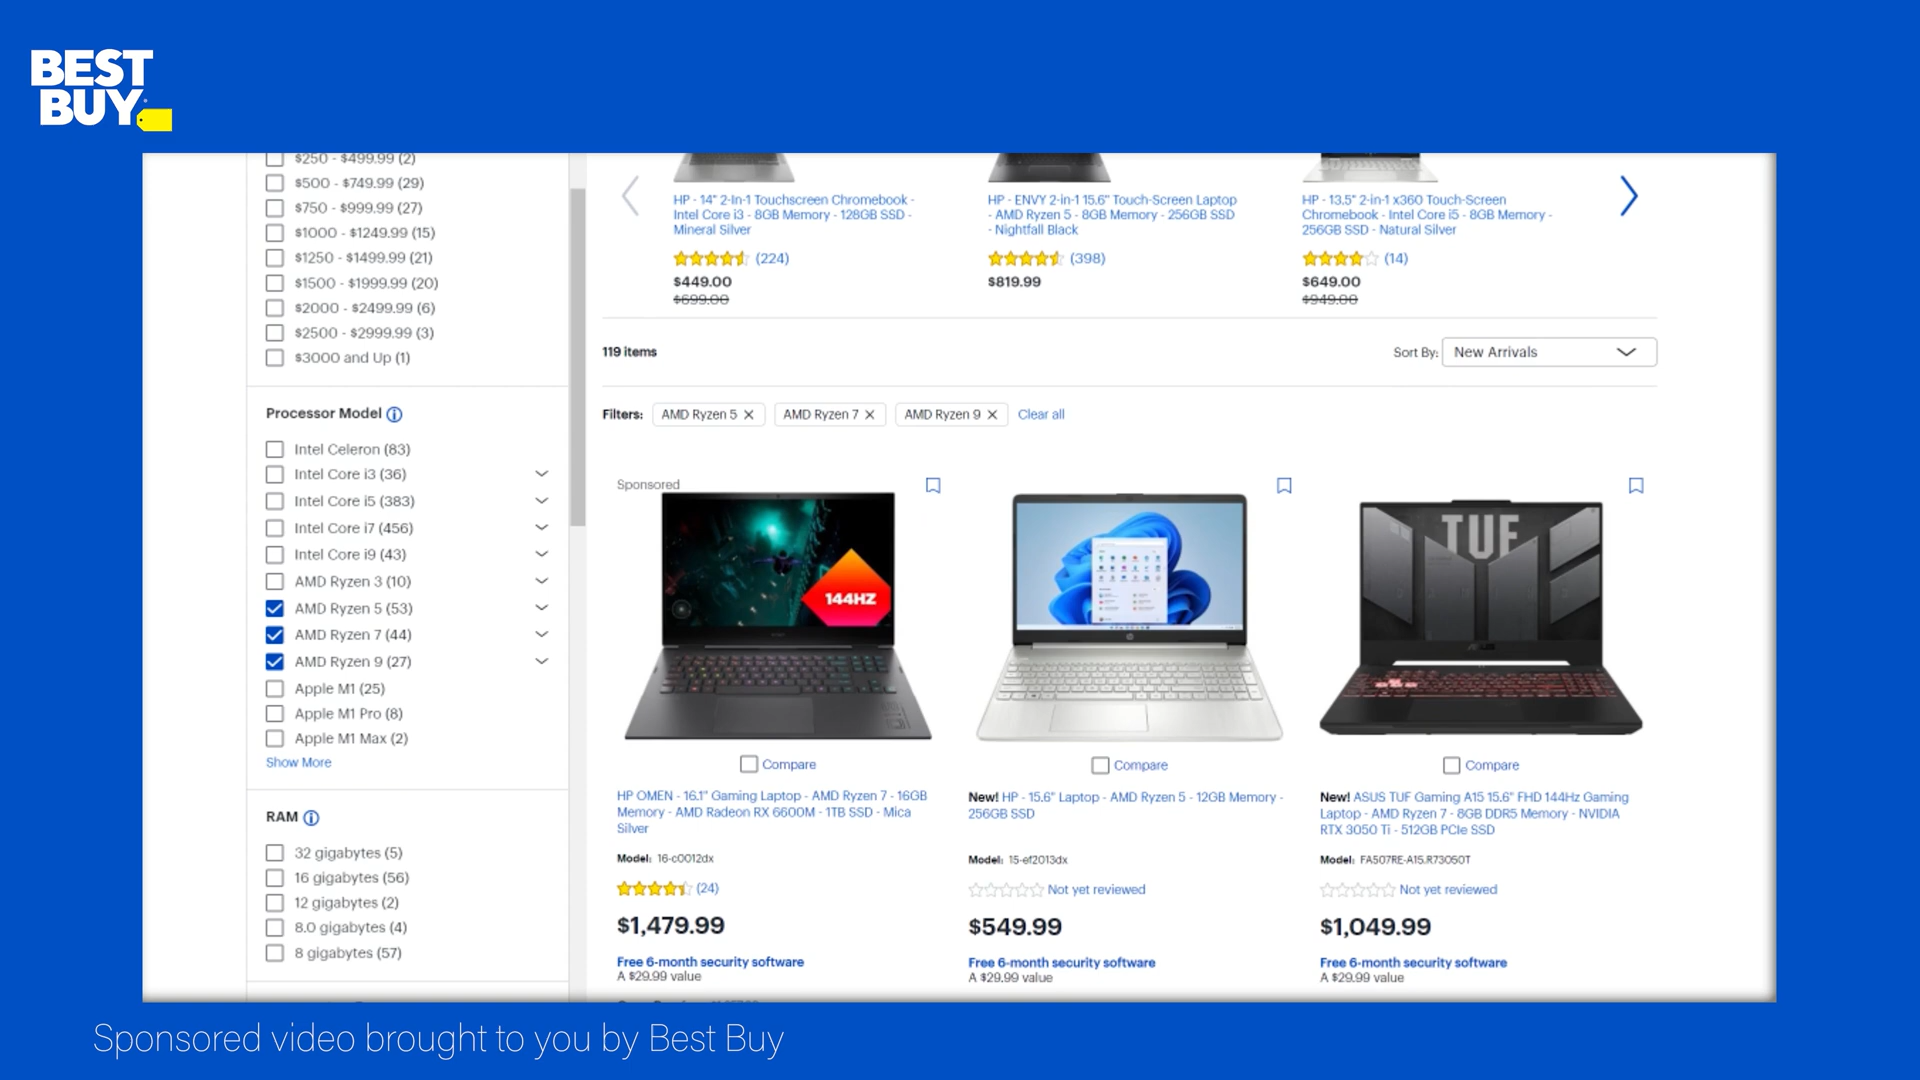 BEST
BUY
$250 - $499.99 (2)
$500 - $749.99 (29)
$750 - $999.99 (27)
$1000 - $1249.99 (15)
$1250 - $1499.99 (21)
$1500 - $1999.99 (20)
$2000 - $2499.99 (6)
$2500 - $2999.99 (3)
$3000 and Up (1)
Processor Model
Intel Celeron (83)
Intel Core i3 (36)
Intel Core i5 (383)
Intel Core i7 (456)
Intel Core i9 (43)
AMD Ryzen 3 (10)
AMD Ryzen 5 (53)
AMD Ryzen 7 (44)
AMD Ryzen 9 (27)
Apple M1 (25)
Apple M1 Pro (8)
Apple M1 Max (2)
Show More
RAM
32 gigabytes (5)
16 gigabytes (56)
12 gigabytes (2)
8.0 gigabytes (4)
8 gigabytes (57)
HP - 14" 2-In-1 Touchscreen Chromebook -
Intel Core i3 - 8GB Memory - 128GB SSD -
Mineral Silver
(224)
$449.00
$699.00
HP - ENVY 2-in-1 15.6" Touch-Screen Laptop
- AMD Ryzen 5 - 8GB Memory - 256GB SSD
- Nightfall Black
(398)
$819.99
HP - 13.5" 2-in-1 x360 Touch-Screen
Chromebook - Intel Core i5 - 8GB Memory -
256GB SSD - Natural Silver
(14)
$649.00
$949.00
119 items
Sort By: New Arrivals
Filters: AMD Ryzen 5 AMD Ryzen 7 AMD Ryzen 9 Clear all
Sponsored
144HZ
Compare
HP OMEN - 16.1" Gaming Laptop - AMD Ryzen 7 - 16GB
Memory - AMD Radeon RX 6600M - 1TB SSD - Mica
Silver
Model: 16-c0012dx
(24)
$1,479.99
Free 6-month security software
A $29.99 value
Compare
New! HP - 15.6" Laptop - AMD Ryzen 5 - 12GB Memory -
256GB SSD
Model: 15-ef2013dx
Not yet reviewed
$549.99
Free 6-month security software
A $29.99 value
TUF
Compare
New! ASUS TUF Gaming A15 15.6" FHD 144Hz Gaming
Laptop - AMD Ryzen 7 - 8GB DDR5 Memory - NVIDIA
RTX 3050 Ti - 512GB PCIe SSD
Model: FA507RE-A15.R73050T
Not yet reviewed
$1,049.99
Free 6-month security software
A $29.99 value
Sponsored video brought to you by Best Buy